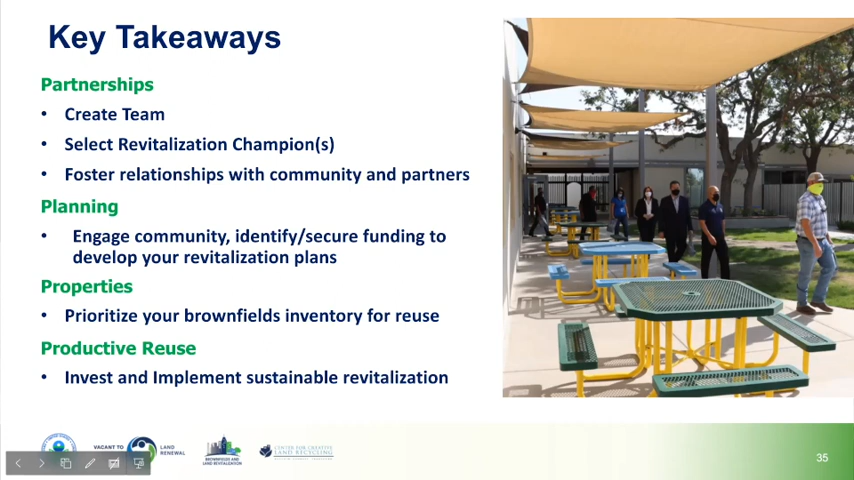 Key Takeaways
Partnerships
• Create Team
• Select Revitalization Champion(s)
• Foster relationships with community and partners
Planning
• Engage community, identify/secure funding to
develop your revitalization plans
Properties
• Prioritize your brownfields inventory for reuse
Productive Reuse
• Invest and Implement sustainable revitalization
VACANT TO
LAND
RENEWAL
BROWNFIELDS AND
LAND REVITALIZATION
CENTER FOR CREATIVE
LAND RECYCLING
35